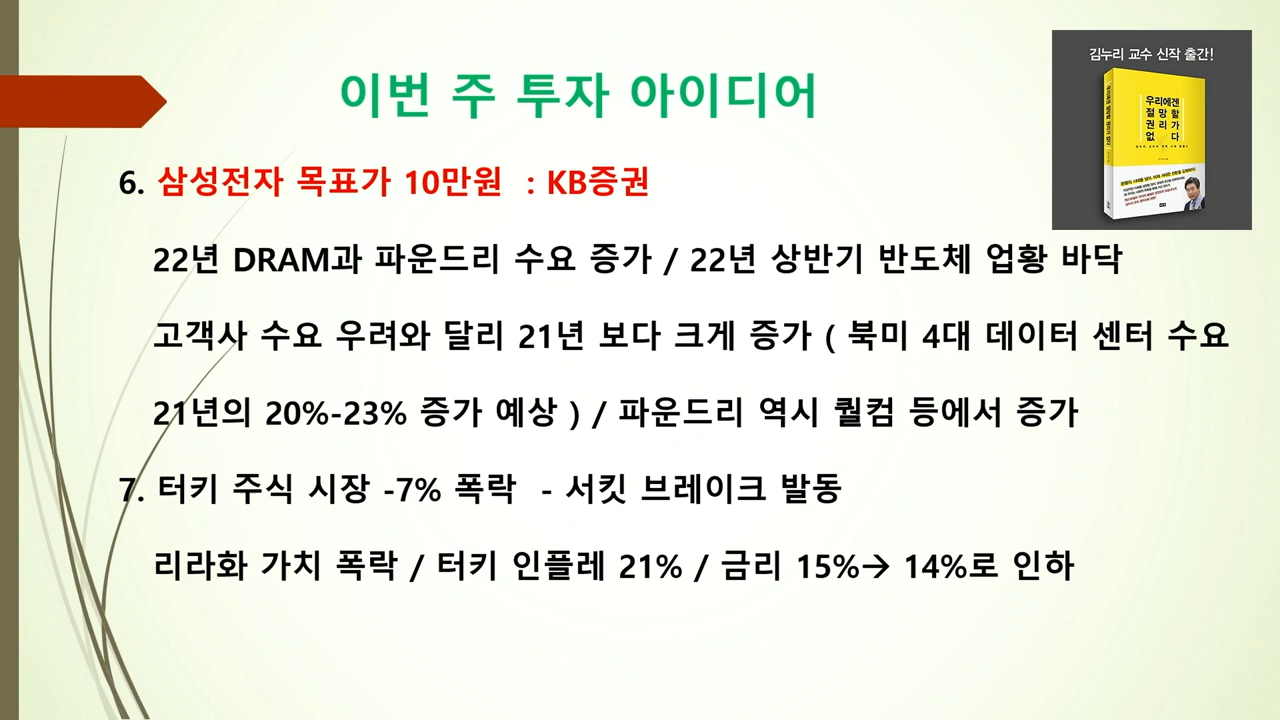 이번 주 투자 아이디어
김누리 교수 신작 출간!
우리에겐
절망할
권리가
없다
6. 삼성전자 목표가 10만원 : KB증권
22년 DRAM과 파운드리 수요 증가 / 22년 상반기 반도체 업황 바닥
고객사 수요 우려와 달리 21년 보다 크게 증가 ( 북미 4대 데이터 센터 수요
21년의 20%-23% 증가 예상 ) / 파운드리 역시 퀄컴 등에서 증가
7. 터키 주식 시장 -7% 폭락 - 서킷 브레이크 발동
리라화 가치 폭락 / 터키 인플레 21% / 금리 15%→ 14%로 인하